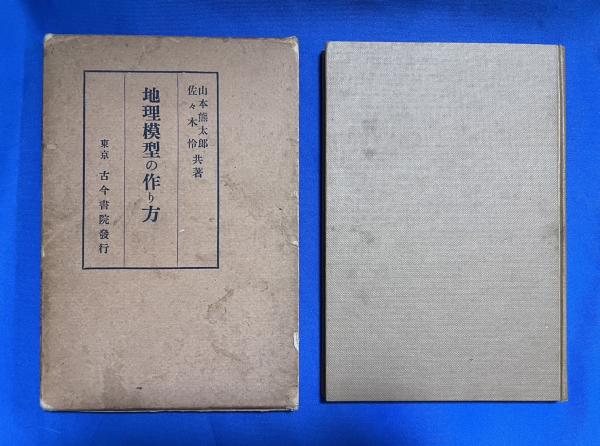 山本熊太郎
佐々木怜 共著
地理模型の作り方
東京 古今書院發行